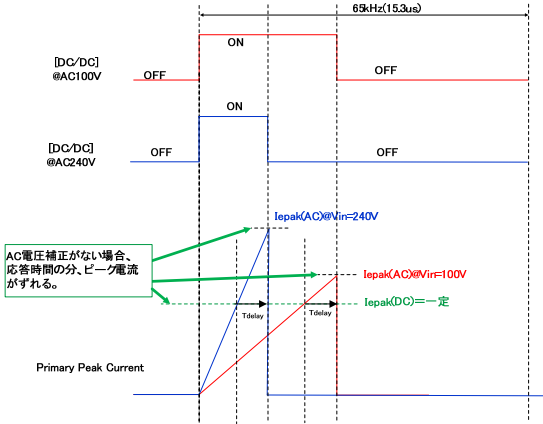 65kHz(15.3us)
ON
[DC/DC]
@AC100V
OFF
OFF
ON
[DC/DC]
@AC240V
OFF
OFF
Iepak(AC)@Vin=240V
AC電圧補正がない場合、
応答時間の分、ピーク電流
がずれる。
Iepak(AC)@Vin=100V
Iepak(DC)=一定
Tdelay
Tdelay
Primary Peak Current